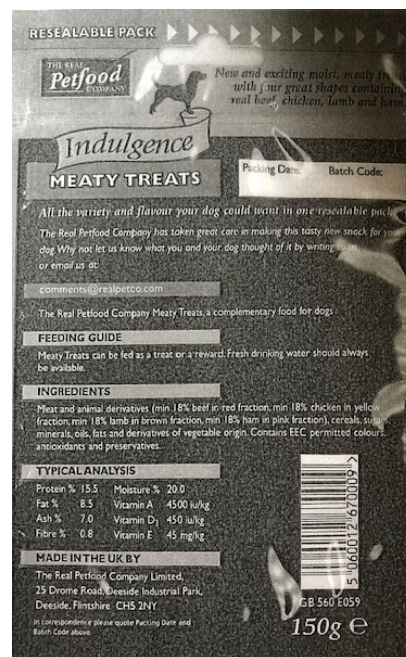 RESEALABLE PACK
THE REAL
Petfood
COMPANY
New and exciting moist, meaty
with four great shapes containing
real beef, chicken, lamb and ham.
Indulgence
MEATY TREATS
Packing Date:
Batch Code:
All the variety and flavour your dog could want in one resealable pack
The Real Petfood Company has taken great care in making this tasty new snack for your
dog. Why not let us know what you and your dog thought of it by writing to us
or email us at:
comments@realpetco.com
The Real Petfood Company Meaty Treats, a complementary food for dogs
FEEDING GUIDE
Meaty Treats can be fed as a treat or a reward. Fresh drinking water should always
be available.
INGREDIENTS
Meat and animal derivatives (min 18% beef in red fraction, min 18% chicken in yellow
fraction, min 18% lamb in brown fraction, min 18% ham in pink fraction), cereals, sugars,
minerals, oils, fats and derivatives of vegetable origin. Contains EEC permitted colours,
antioxidants and preservatives.
TYPICAL ANALYSIS
Protein % 15.5 Moisture % 20.0
Fat % 8.5 Vitamin A 4500 iu/kg
Ash % 7.0 Vitamin D3 450 iu/kg
Fibre % 0.8 Vitamin E 45 mg/kg
MADE IN THE UK BY
The Real Petfood Company Limited,
25 Drome Road, Deeside Industrial Park,
Deeside, Flintshire CH5 2NY
In correspondence please quote Packing Date and
Batch Code above
5 060012 670009 >
GB 560 E059
150g e